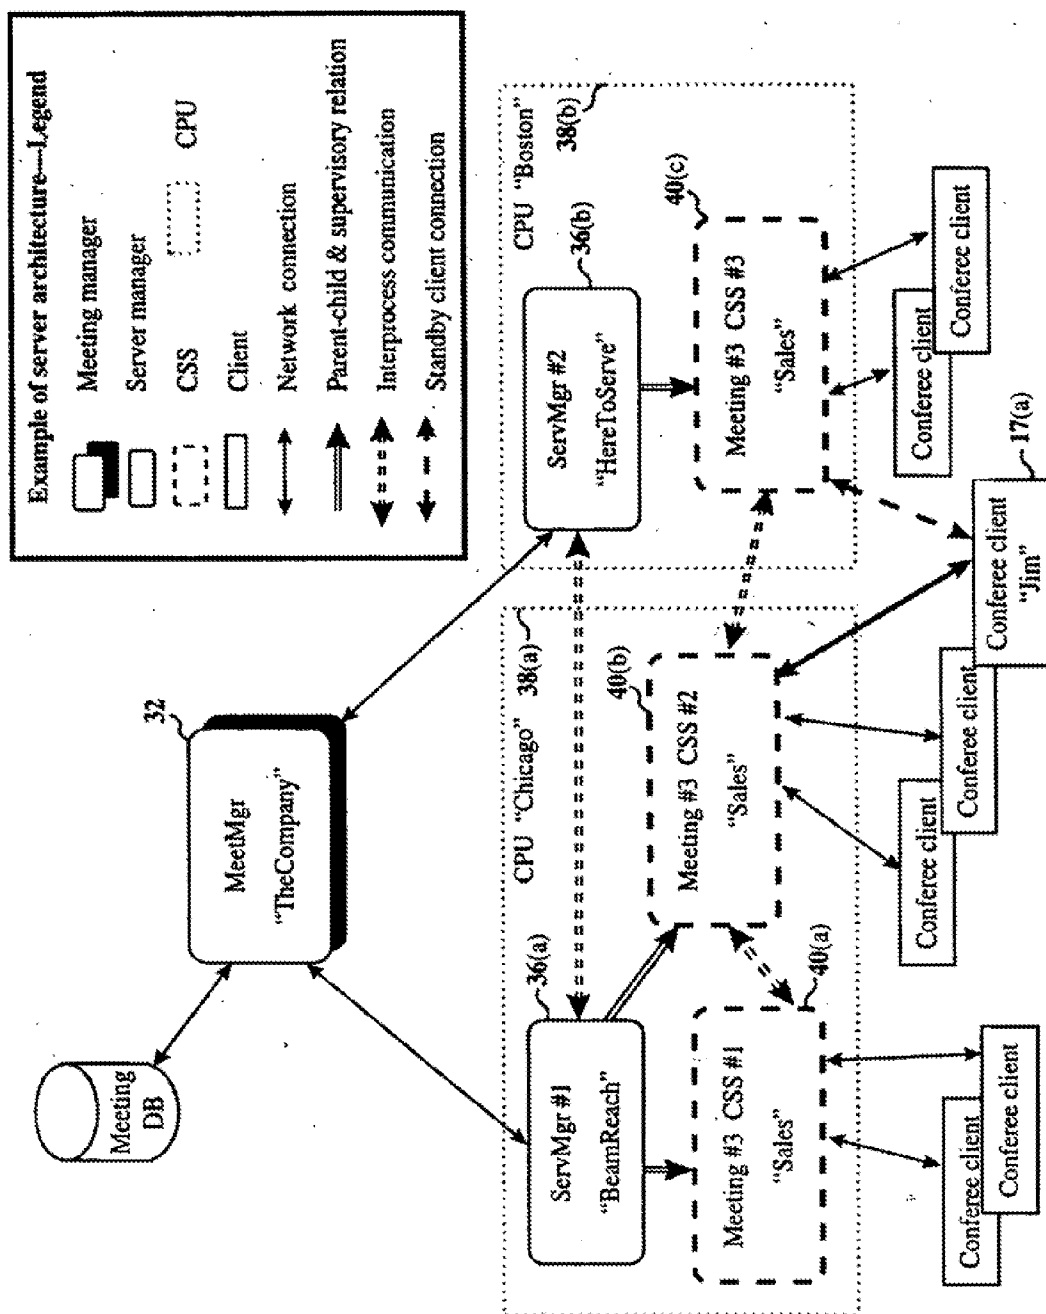 Example of server architecture—Legend
Meeting manager
Server manager
CSS
CPU
Client
Network connection
Parent-child & supervisory relation
Interprocess communication
Standby client connection
Meeting
DB
32
MeetMgr
“TheCompany”
CPU “Chicago”
38(a)
36(a)
ServMgr #1
“BeamReach”
40(b)
Meeting #3 CSS #2
“Sales”
40(a)
Meeting #3 CSS #1
“Sales”
CPU “Boston”
38(b)
36(b)
ServMgr #2
“HereToServe”
40(c)
Meeting #3 CSS #3
“Sales”
Conferee client
Conferee client
Conferee client
Conferee client
17(a)
Conferee client
“Jim”
Conferee client
Conferee client